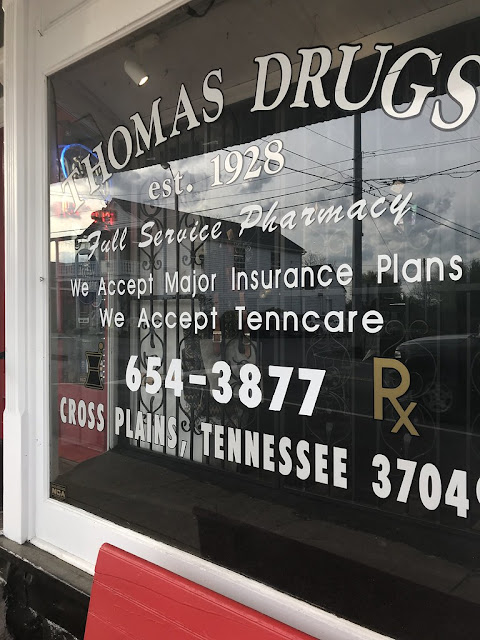 THOMAS DRUGS
est. 1928
Full Service Pharmacy
We Accept Major Insurance Plans
We Accept Tenncare
654-3877
Rx
CROSS PLAINS, TENNESSEE 3704